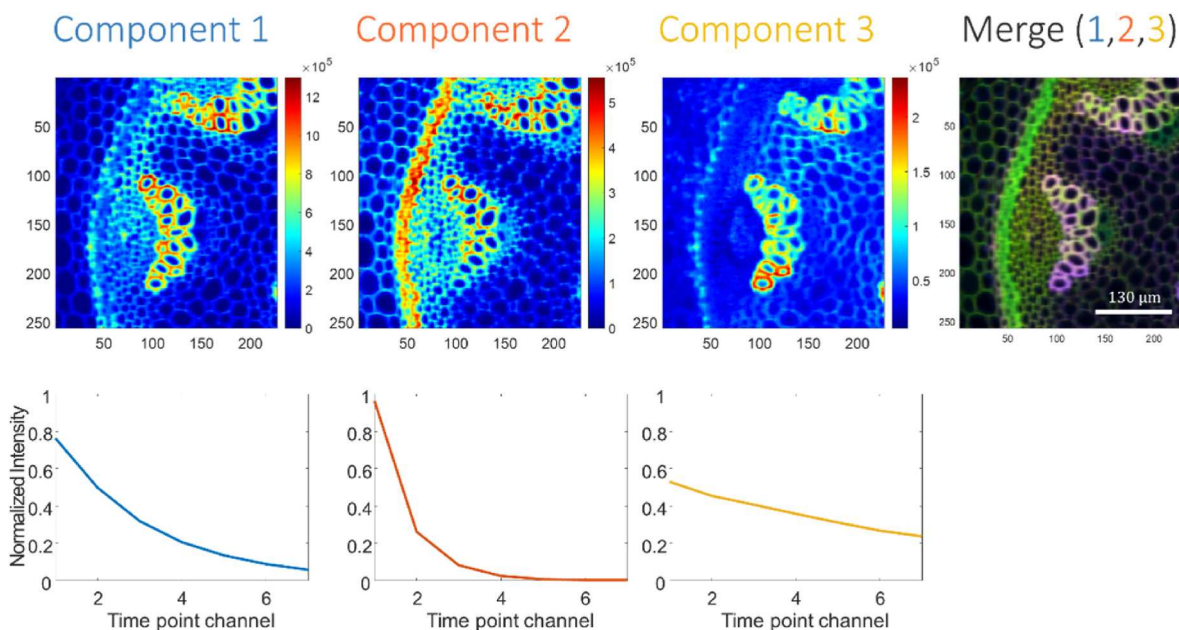 Component 1 Component 2 Component 3 Merge (1,2,3)
×10⁵ ×10⁵ ×10⁵
50 100 150 200 250
12 10 8 6 4 2 0
50 100 150 200
50 100 150 200 250
5 4 3 2 1 0
50 100 150 200
50 100 150 200 250
2 1.5 1 0.5
50 100 150 200
50 100 150 200 250
130 µm
50 100 150 200
Normalized Intensity
1 0.8 0.6 0.4 0.2 0
2 4 6
Time point channel
1 0.8 0.6 0.4 0.2 0
2 4 6
Time point channel
1 0.8 0.6 0.4 0.2 0
2 4 6
Time point channel